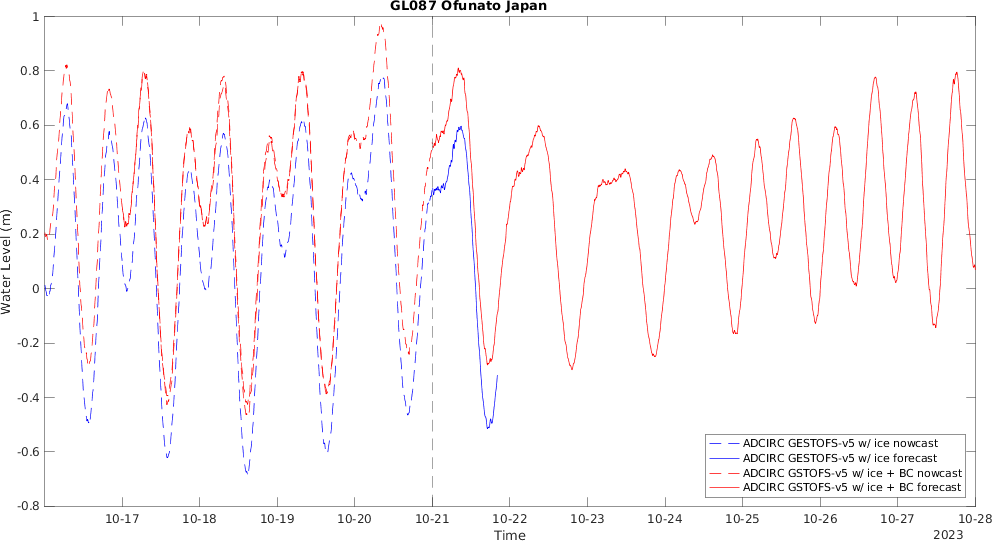 GL087 Ofunato Japan
1
0.8
0.6
0.4
0.2
0
-0.2
-0.4
-0.6
-0.8
Water Level (m)
ADCIRC GESTOFS-v5 w/ ice nowcast
ADCIRC GESTOFS-v5 w/ ice forecast
ADCIRC GSTOFS-v5 w/ ice + BC nowcast
ADCIRC GSTOFS-v5 w/ ice + BC forecast
10-17 10-18 10-19 10-20 10-21 10-22 10-23 10-24 10-25 10-26 10-27 10-28
Time 2023